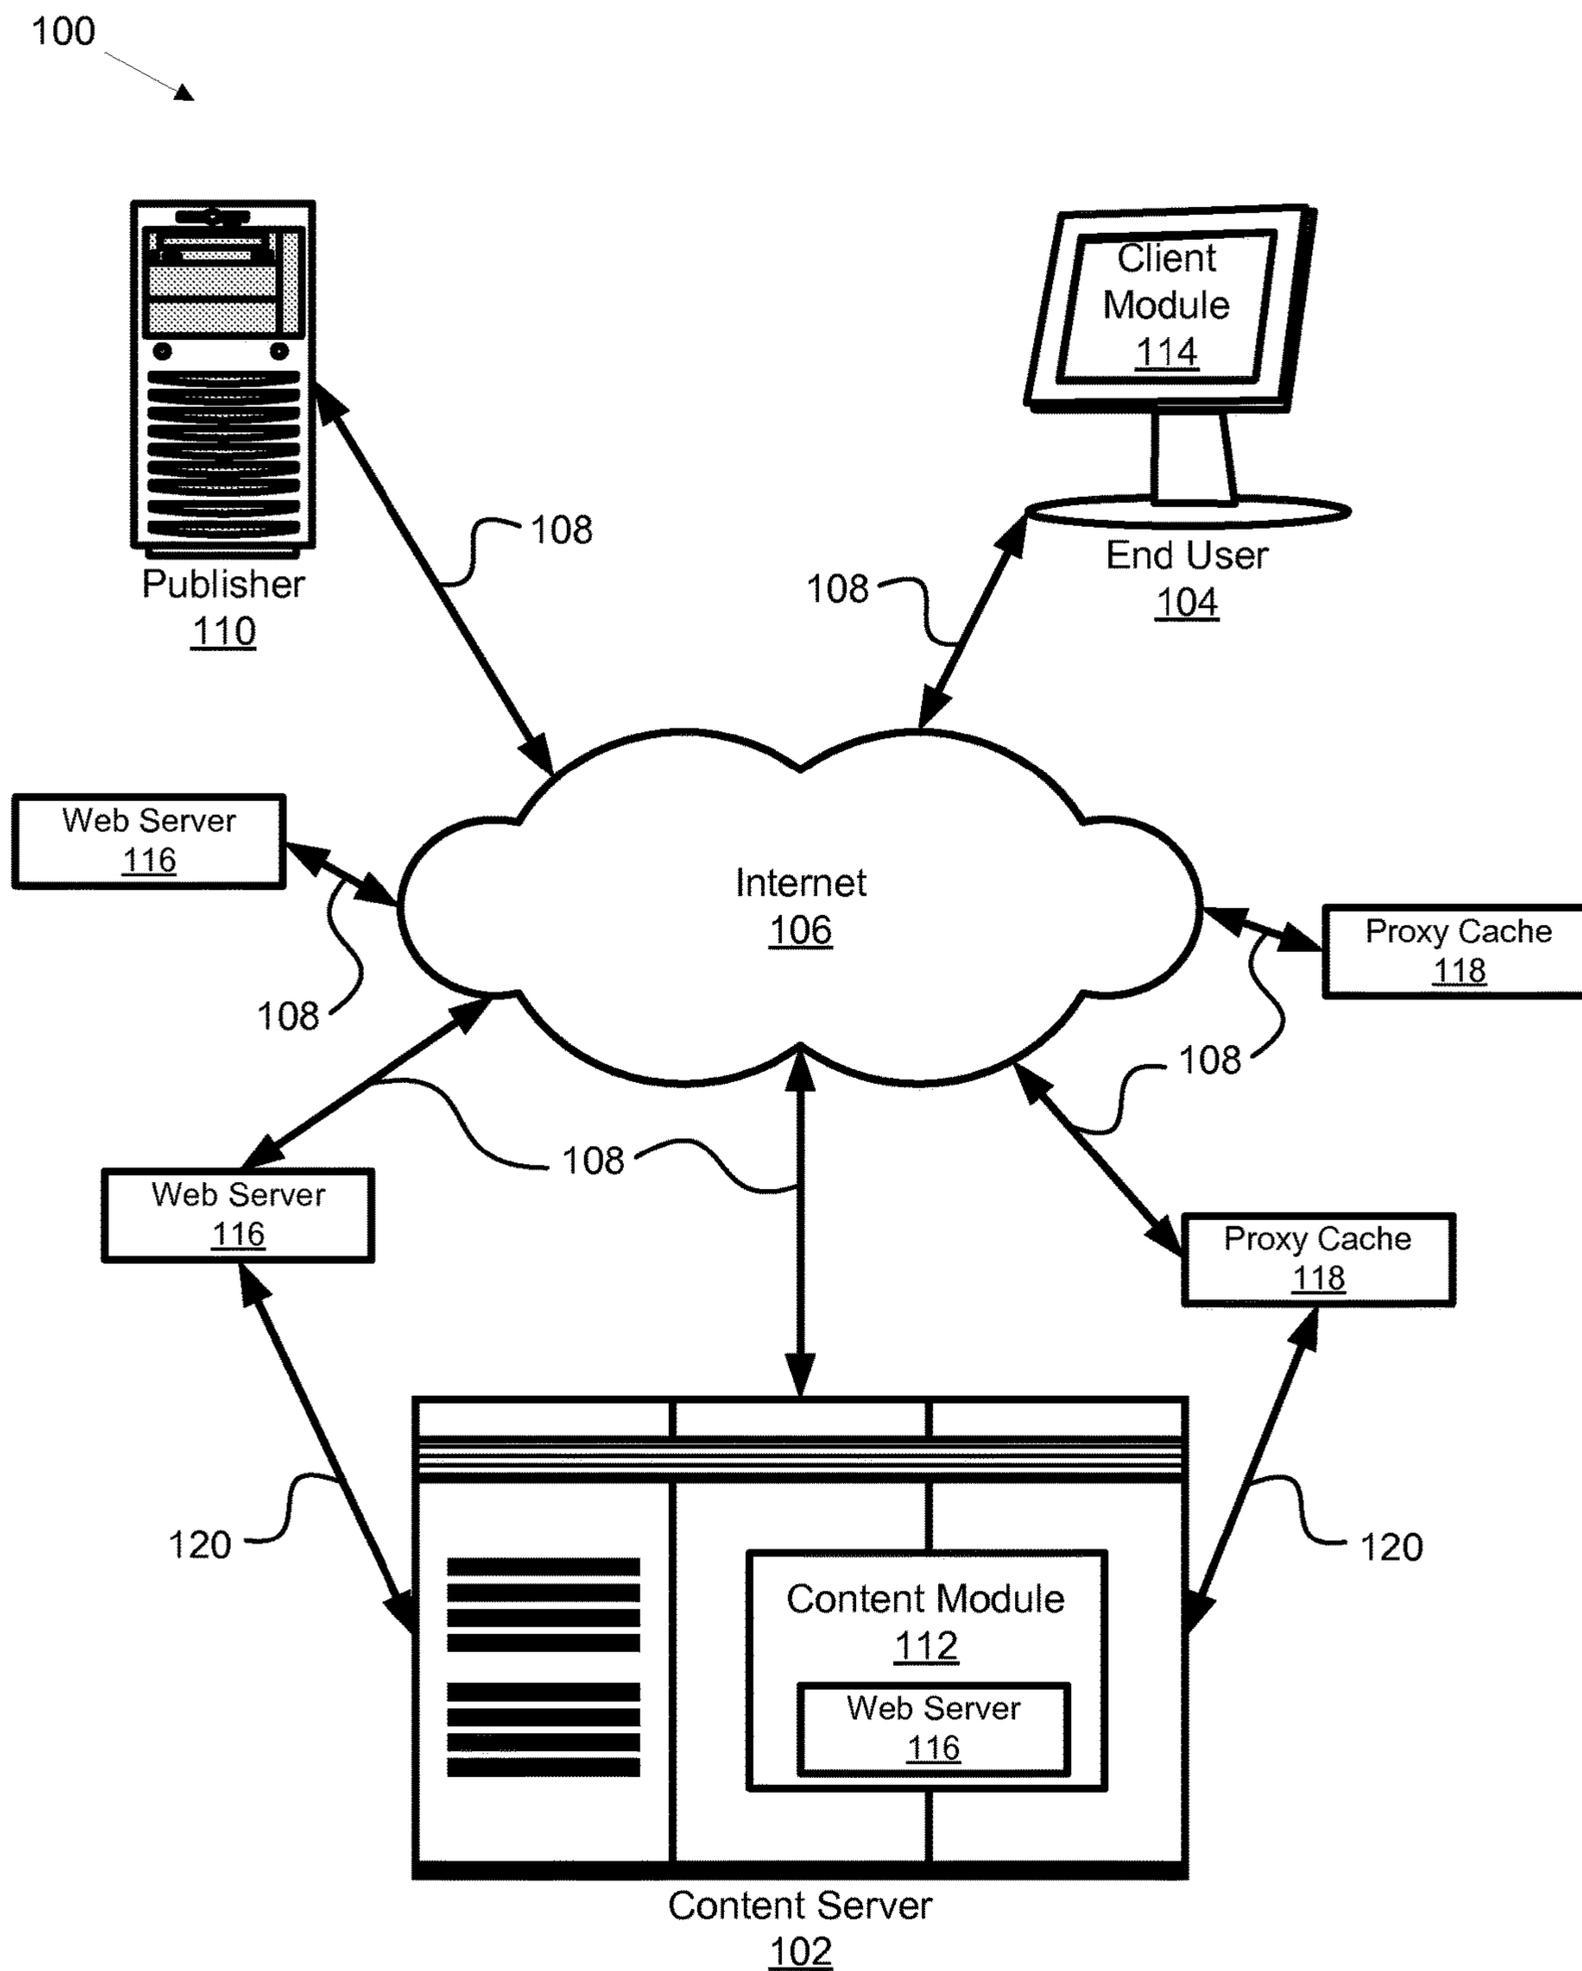 100
Client
Module
114
108
Publisher
110
End User
104
108
Web Server
116
Internet
106
Proxy Cache
118
108
108
108
Web Server
116
Proxy Cache
118
120
120
Content Module
112
Web Server
116
Content Server
102